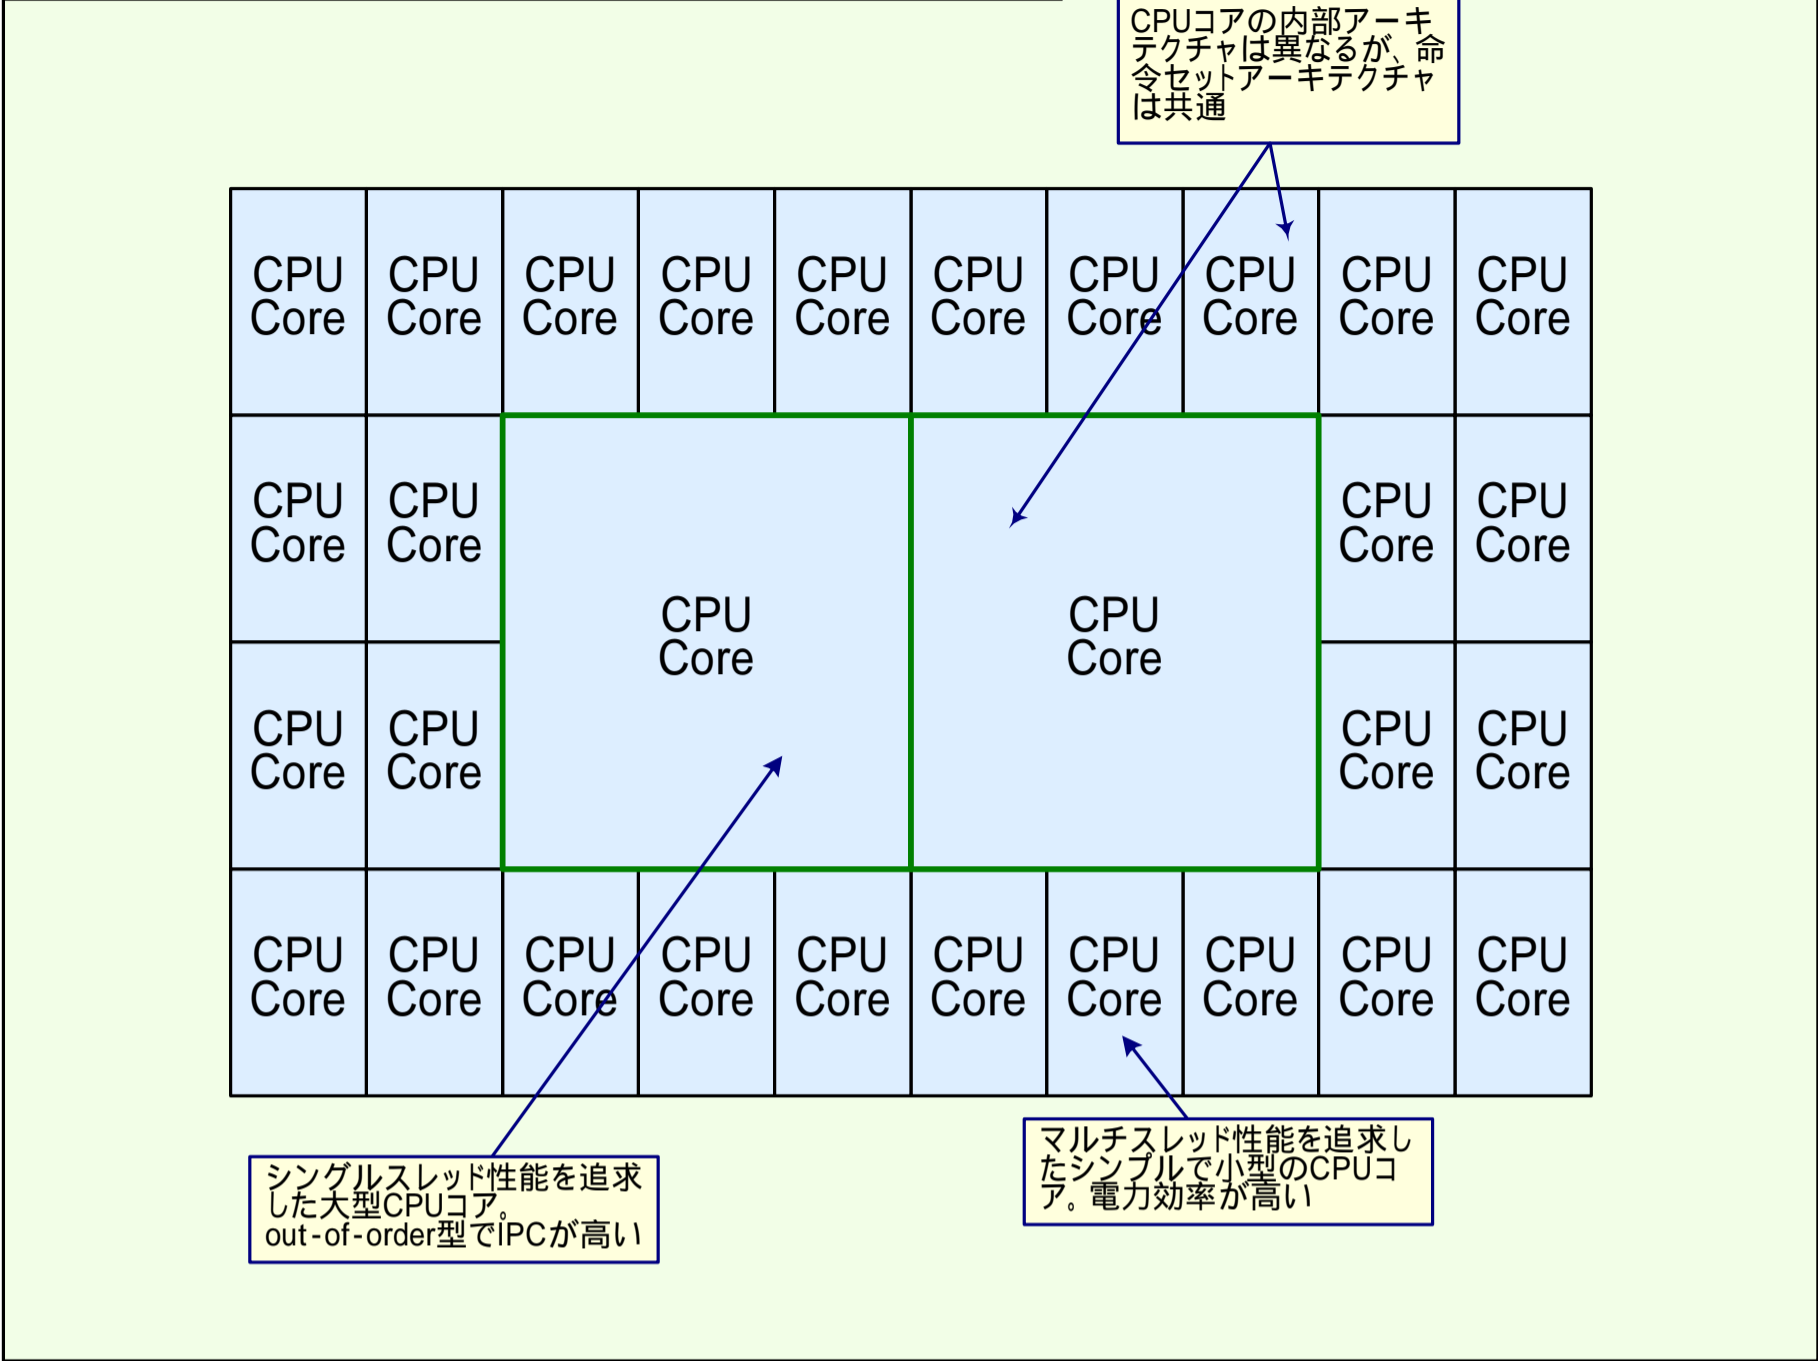 CPUコアの内部アーキ
テクチャは異なるが、命
令セットアーキテクチャ
は共通
CPU CPU CPU CPU CPU CPU CPU CPU CPU CPU
Core Core Core Core Core Core Core Core Core Core
CPU CPU CPU CPU
Core Core Core Core
CPU CPU
Core Core
CPU CPU CPU CPU
Core Core Core Core
CPU CPU CPU CPU CPU CPU CPU CPU CPU CPU
Core Core Core Core Core Core Core Core Core Core
シングルスレッド性能を追求
した大型CPUコア。
out-of-order型でIPCが高い
マルチスレッド性能を追求し
たシンプルで小型のCPUコ
ア。電力効率が高い